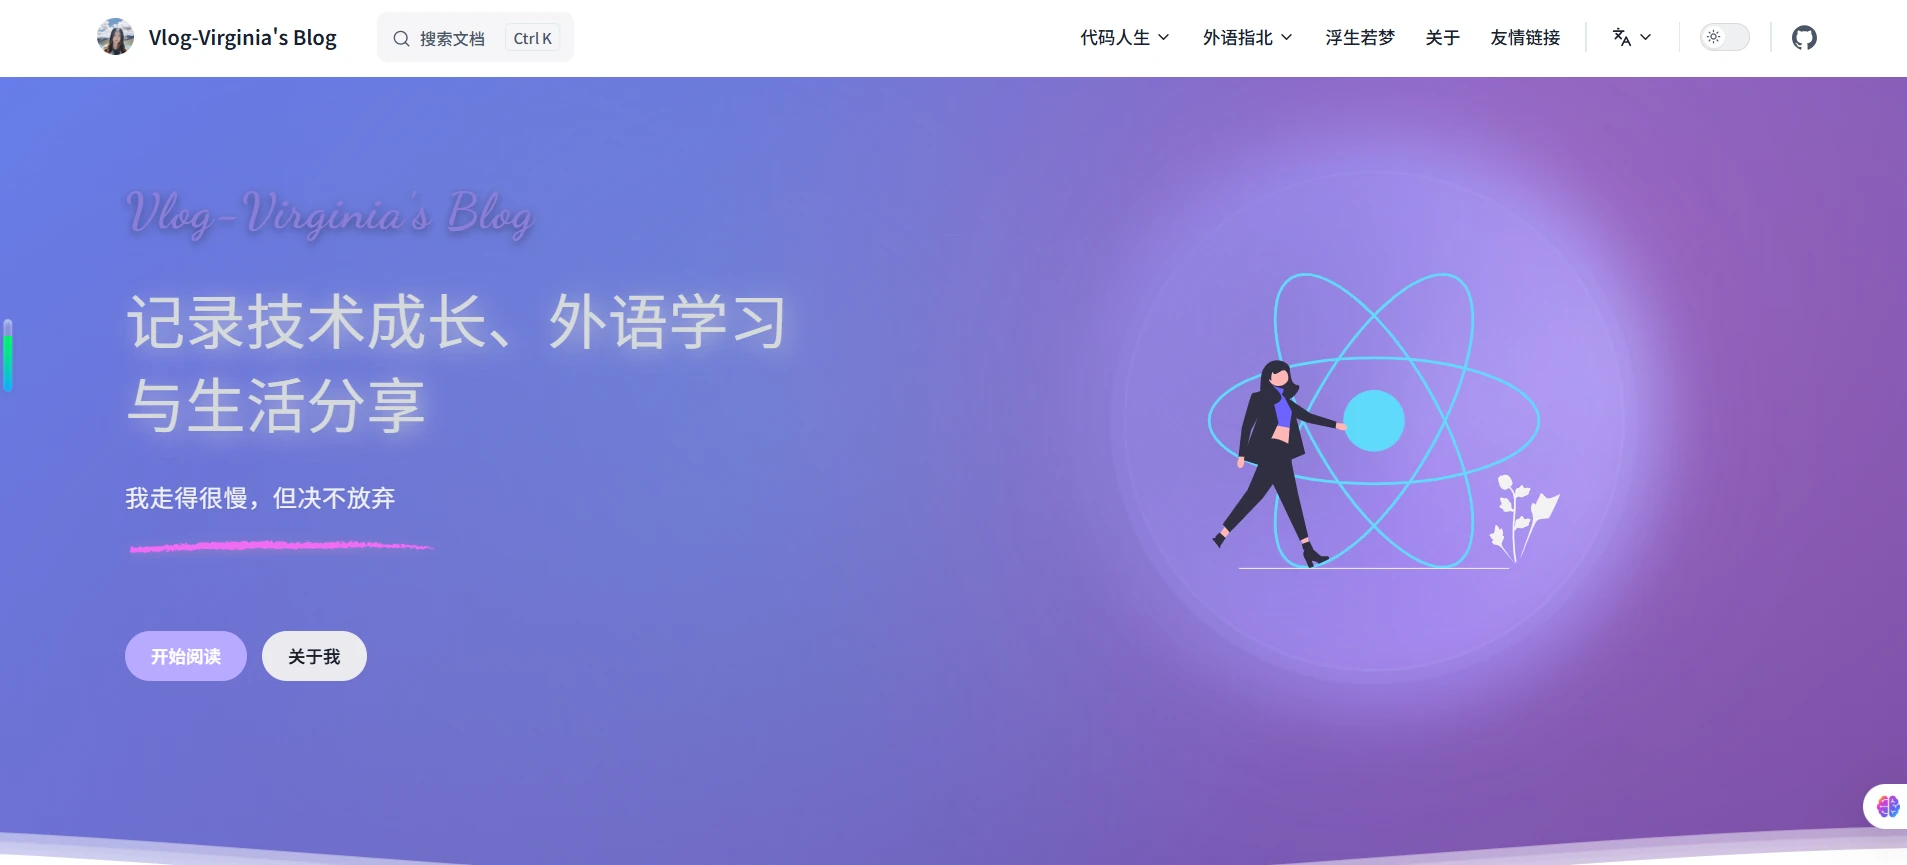 Vlog-Virginia's Blog
搜索文档
Ctrl K
代码人生
外语指北
浮生若梦
关于
友情链接
Vlog-Virginia's Blog
记录技术成长、外语学习
与生活分享
我走得很慢，但决不放弃
开始阅读
关于我